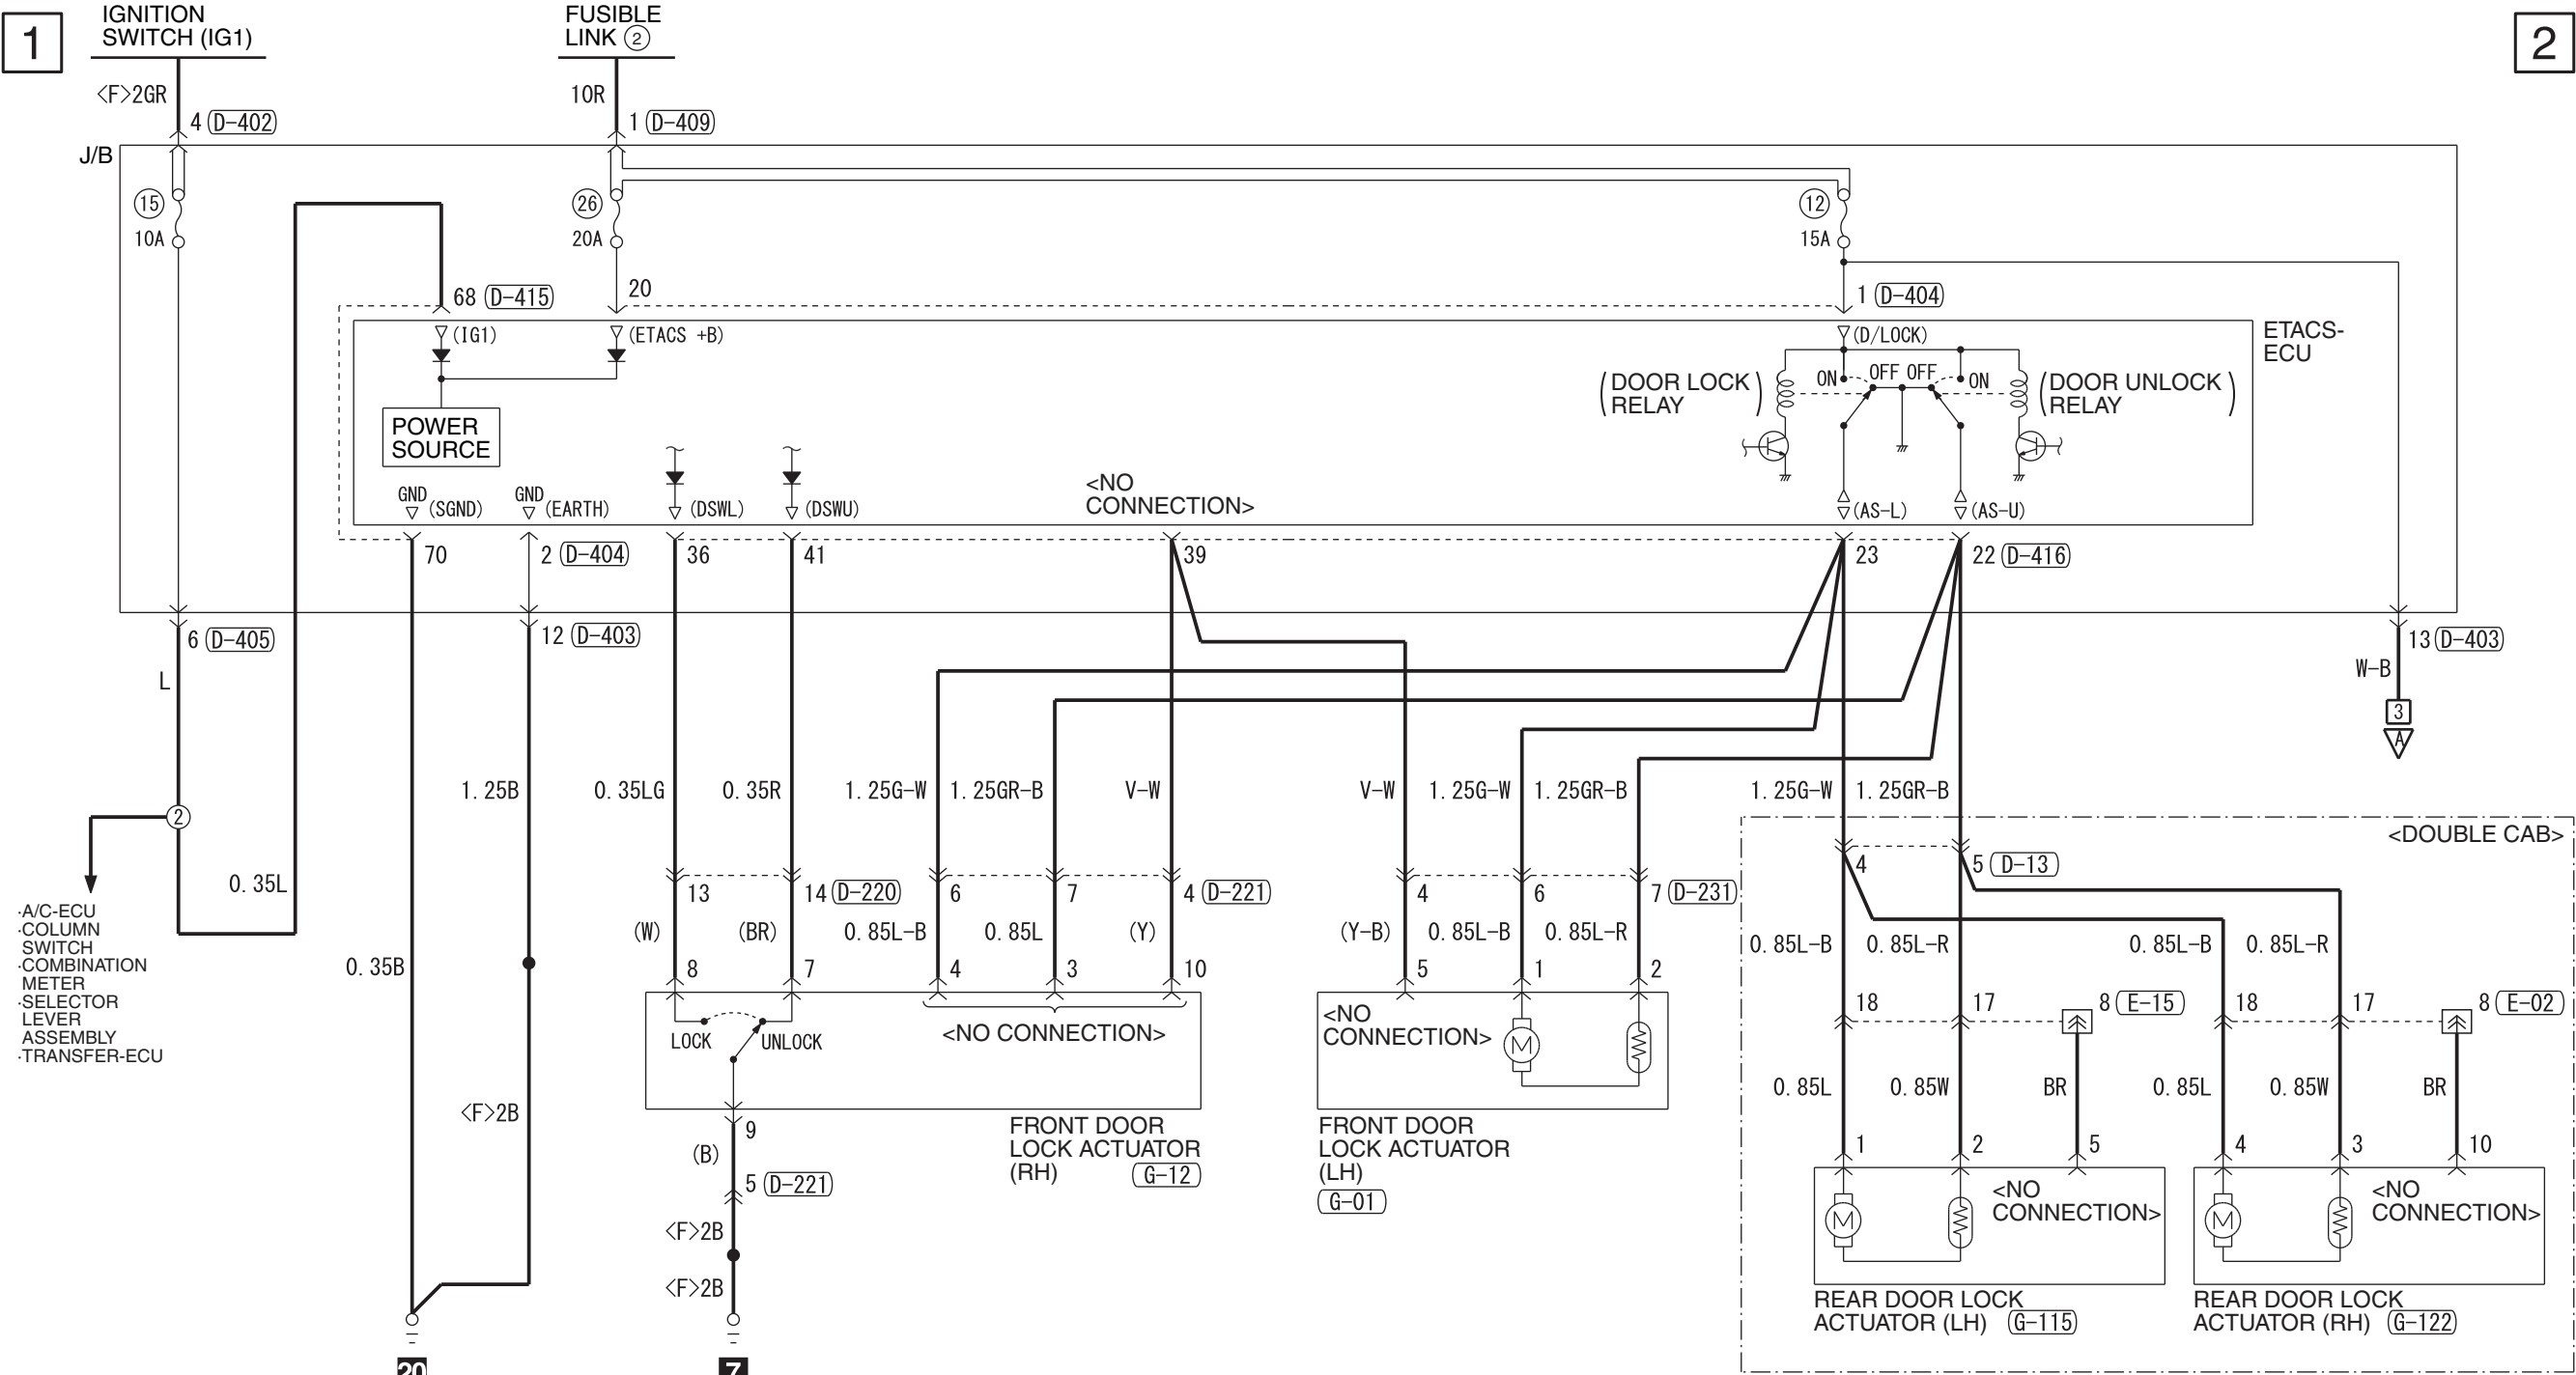 1
IGNITION
SWITCH (IG1)
FUSIBLE
LINK ②
2
<F>2GR
10R
4 (D-402)
1 (D-409)
J/B
15
10A
26
20A
12
15A
68 (D-415)
20
1 (D-404)
(IG1)
(ETACS +B)
(D/LOCK)
ETACS-
ECU
(DOOR LOCK
RELAY)
ON
OFF
OFF
ON
(DOOR UNLOCK
RELAY)
POWER
SOURCE
GND
(SGND)
GND
(EARTH)
(DSWL)
(DSWU)
<NO
CONNECTION>
(AS-L)
(AS-U)
70
2 (D-404)
36
41
39
23
22 (D-416)
6 (D-405)
12 (D-403)
13 (D-403)
L
W-B
3
A
1.25B
0.35LG
0.35R
1.25G-W
1.25GR-B
V-W
V-W
1.25G-W
1.25GR-B
1.25G-W
1.25GR-B
2
<DOUBLE CAB>
0.35L
13
14 (D-220)
6
7
4 (D-221)
4
6
7 (D-231)
4
5 (D-13)
·A/C-ECU
·COLUMN
SWITCH
·COMBINATION
METER
·SELECTOR
LEVER
ASSEMBLY
·TRANSFER-ECU
(W)
(BR)
0.85L-B
0.85L
(Y)
(Y-B)
0.85L-B
0.85L-R
0.85L-B
0.85L-R
0.85L-B
0.85L-R
0.35B
8
7
4
3
10
5
1
2
18
17
8 (E-15)
18
17
8 (E-02)
LOCK
UNLOCK
<NO CONNECTION>
<NO
CONNECTION>
M
<F>2B
0.85L
0.85W
BR
0.85L
0.85W
BR
9
FRONT DOOR
LOCK ACTUATOR
(RH)
(G-12)
FRONT DOOR
LOCK ACTUATOR
(LH)
(G-01)
1
2
5
4
3
10
(B)
5 (D-221)
M
<NO
CONNECTION>
M
<NO
CONNECTION>
<F>2B
<F>2B
REAR DOOR LOCK
ACTUATOR (LH) (G-115)
REAR DOOR LOCK
ACTUATOR (RH) (G-122)
20
7